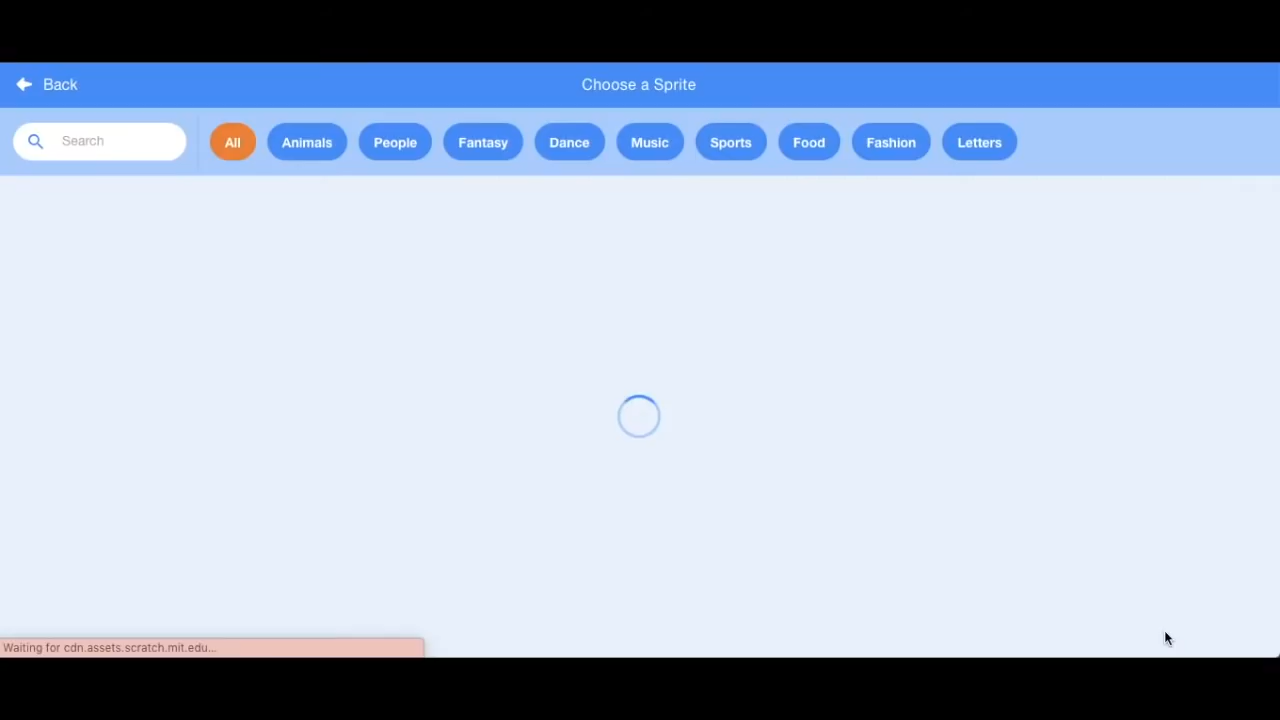 Back
Choose a Sprite
Search
All
Animals
People
Fantasy
Dance
Music
Sports
Food
Fashion
Letters
Waiting for cdn.assets.scratch.mit.edu...